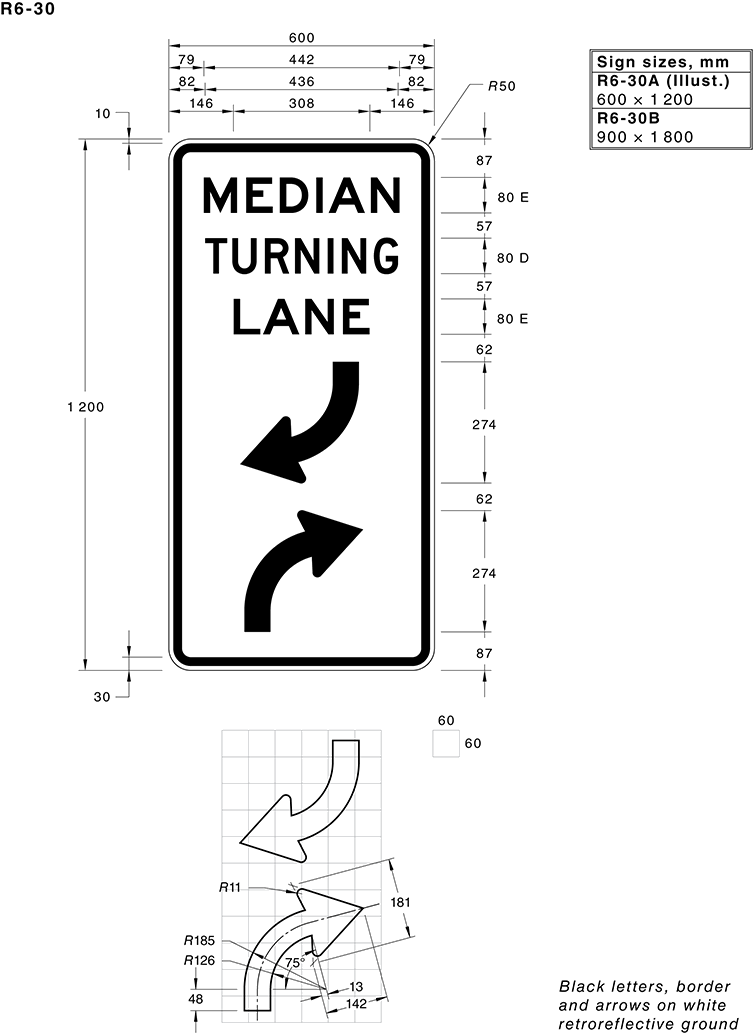 R6-30
600
79 442 79
82 436 82
146 308 146
R50
Sign sizes, mm
R6-30A (Illust.)
600 × 1 200
R6-30B
900 × 1 800
10
87
MEDIAN
80 E
57
TURNING
80 D
57
LANE
80 E
62
1 200
274
62
274
87
30
60
60
R11
181
R185
R126
75°
13
48
142
Black letters, border
and arrows on white
retroreflective ground